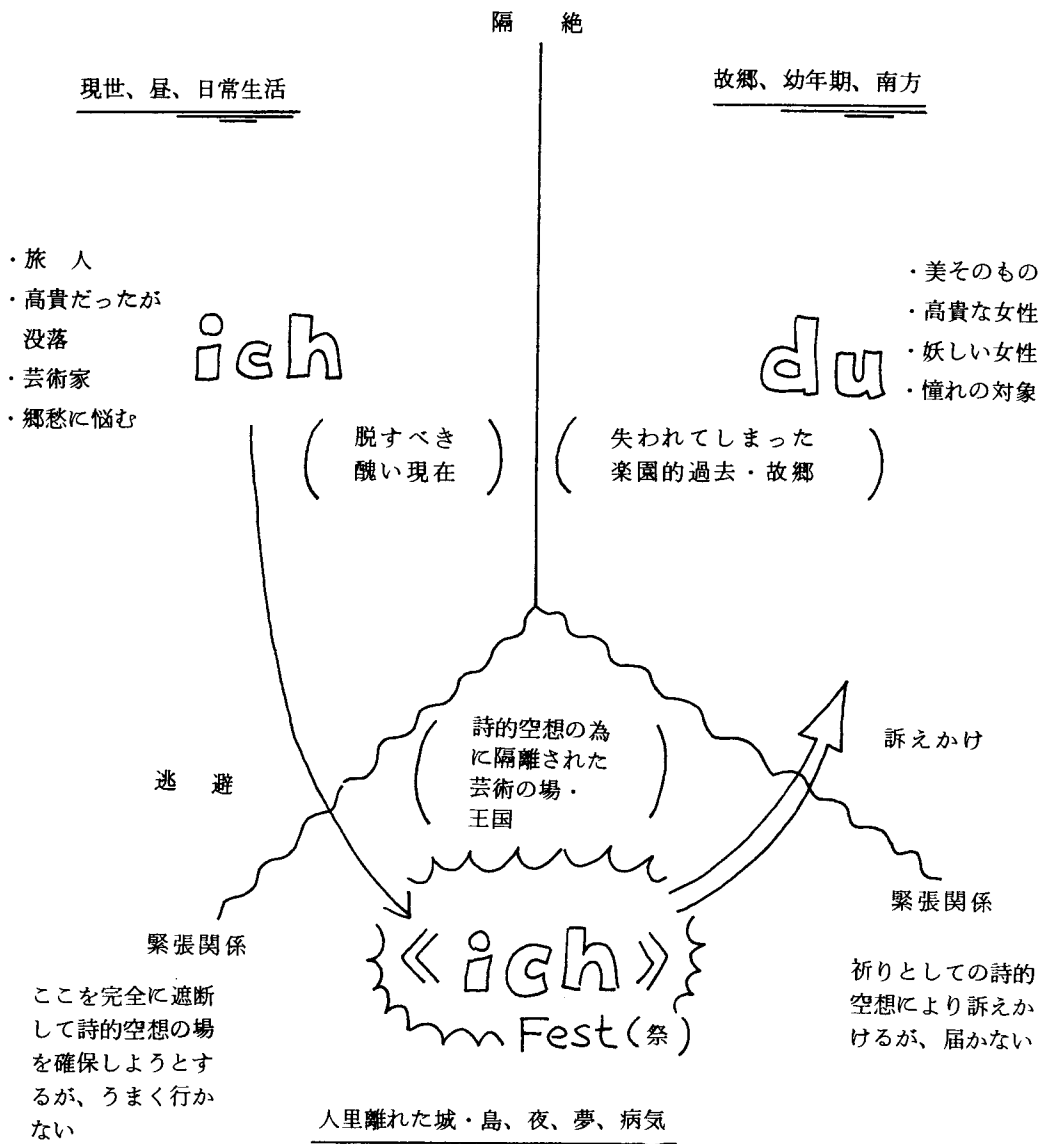 隔 絶
現世、昼、日常生活
故郷、幼年期、南方
・旅 人
・高貴だったが
没落
・芸術家
・郷愁に悩む
ich
du
・美そのもの
・高貴な女性
・妖しい女性
・憧れの対象
(脱すべき
醜い現在)
(失われてしまった
楽園的過去・故郷)
(詩的空想の為
に隔離された
芸術の場・
王国)
逃 避
訴えかけ
緊張関係
ここを完全に遮断
して詩的空想の場
を確保しようとす
るが、うまく行か
ない
緊張関係
祈りとしての詩的
空想により訴えか
けるが、届かない
《ich》
Fest(祭)
人里離れた城・島、夜、夢、病気